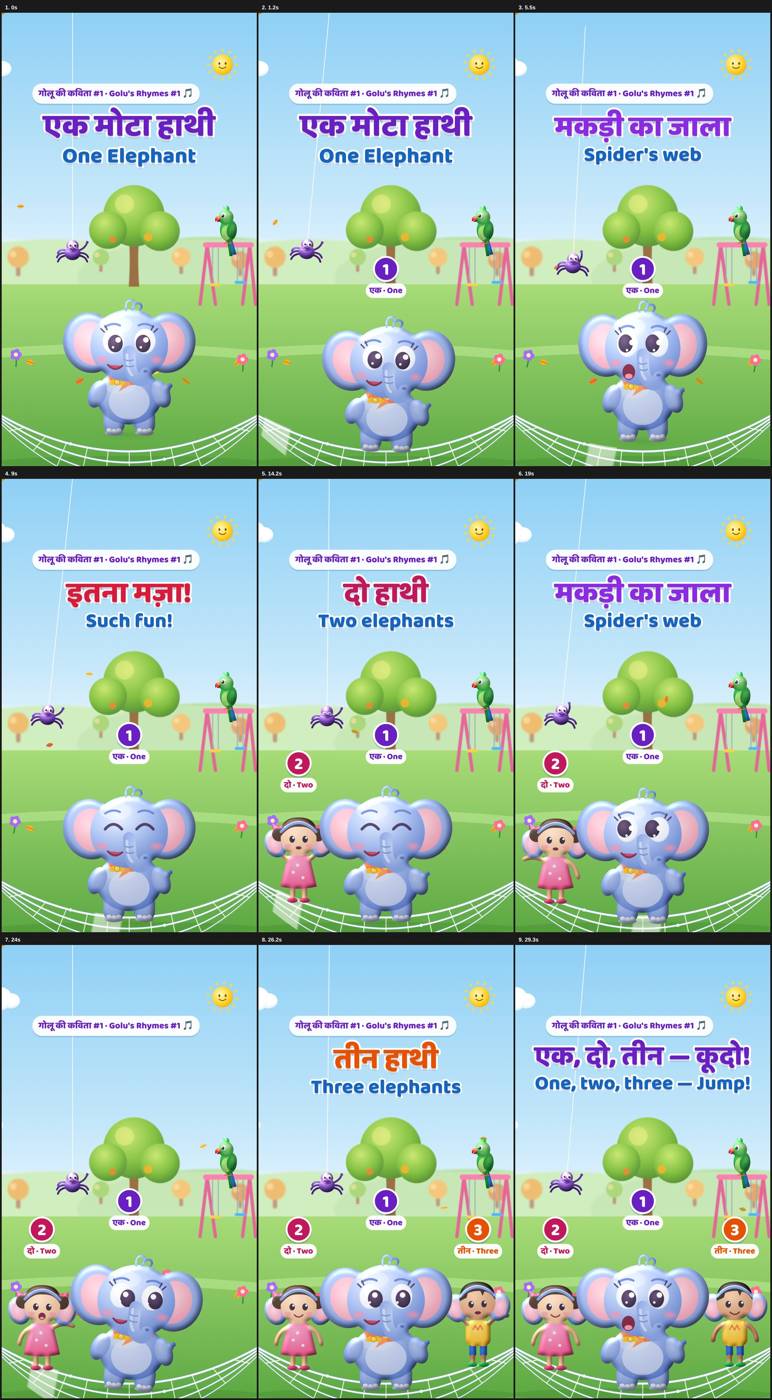 1. 0s
गोलू की कविता #1 · Golu's Rhymes #1 🎵
एक मोटा हाथी
One Elephant
2. 1.2s
गोलू की कविता #1 · Golu's Rhymes #1 🎵
एक मोटा हाथी
One Elephant
1
एक · One
3. 5.5s
गोलू की कविता #1 · Golu's Rhymes #1 🎵
मकड़ी का जाला
Spider's web
1
एक · One
4. 9s
गोलू की कविता #1 · Golu's Rhymes #1 🎵
इतना मज़ा!
Such fun!
1
एक · One
5. 14.2s
गोलू की कविता #1 · Golu's Rhymes #1 🎵
दो हाथी
Two elephants
1
एक · One
2
दो · Two
6. 19s
गोलू की कविता #1 · Golu's Rhymes #1 🎵
मकड़ी का जाला
Spider's web
1
एक · One
2
दो · Two
7. 24s
गोलू की कविता #1 · Golu's Rhymes #1 🎵
1
एक · One
2
दो · Two
8. 26.2s
गोलू की कविता #1 · Golu's Rhymes #1 🎵
तीन हाथी
Three elephants
1
एक · One
2
दो · Two
3
तीन · Three
9. 29.3s
गोलू की कविता #1 · Golu's Rhymes #1 🎵
एक, दो, तीन — कूदो!
One, two, three — Jump!
1
एक · One
2
दो · Two
3
तीन · Three